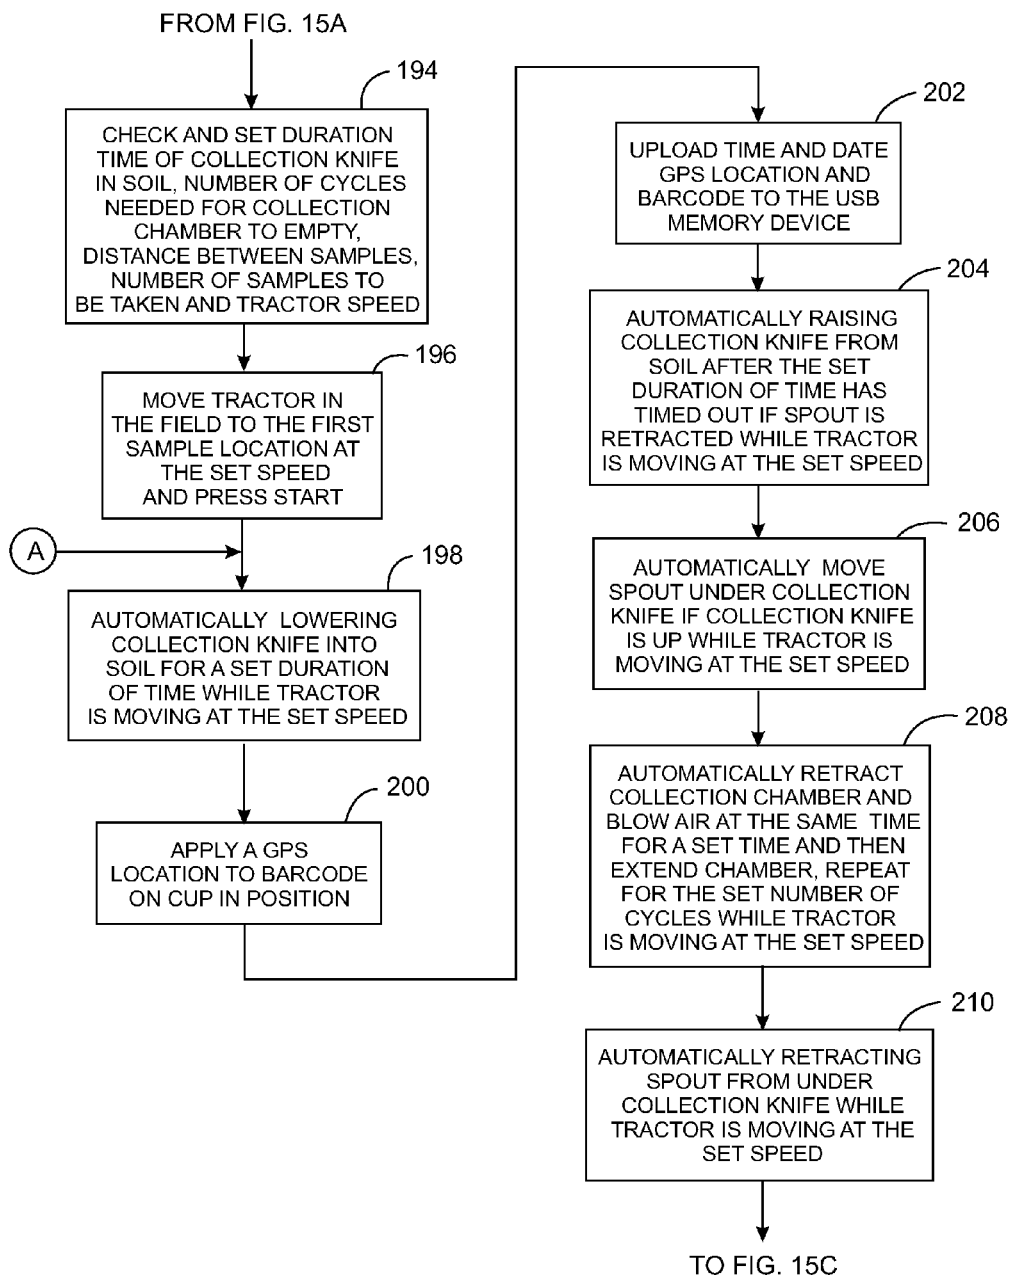 FROM FIG. 15A
194
CHECK AND SET DURATION
TIME OF COLLECTION KNIFE
IN SOIL, NUMBER OF CYCLES
NEEDED FOR COLLECTION
CHAMBER TO EMPTY,
DISTANCE BETWEEN SAMPLES,
NUMBER OF SAMPLES TO
BE TAKEN AND TRACTOR SPEED
196
MOVE TRACTOR IN
THE FIELD TO THE FIRST
SAMPLE LOCATION AT
THE SET SPEED
AND PRESS START
A
198
AUTOMATICALLY LOWERING
COLLECTION KNIFE INTO
SOIL FOR A SET DURATION
OF TIME WHILE TRACTOR
IS MOVING AT THE SET SPEED
200
APPLY A GPS
LOCATION TO BARCODE
ON CUP IN POSITION
202
UPLOAD TIME AND DATE
GPS LOCATION AND
BARCODE TO THE USB
MEMORY DEVICE
204
AUTOMATICALLY RAISING
COLLECTION KNIFE FROM
SOIL AFTER THE SET
DURATION OF TIME HAS
TIMED OUT IF SPOUT IS
RETRACTED WHILE TRACTOR
IS MOVING AT THE SET SPEED
206
AUTOMATICALLY MOVE
SPOUT UNDER COLLECTION
KNIFE IF COLLECTION KNIFE
IS UP WHILE TRACTOR IS
MOVING AT THE SET SPEED
208
AUTOMATICALLY RETRACT
COLLECTION CHAMBER AND
BLOW AIR AT THE SAME TIME
FOR A SET TIME AND THEN
EXTEND CHAMBER, REPEAT
FOR THE SET NUMBER OF
CYCLES WHILE TRACTOR
IS MOVING AT THE SET SPEED
210
AUTOMATICALLY RETRACTING
SPOUT FROM UNDER
COLLECTION KNIFE WHILE
TRACTOR IS MOVING AT THE
SET SPEED
TO FIG. 15C